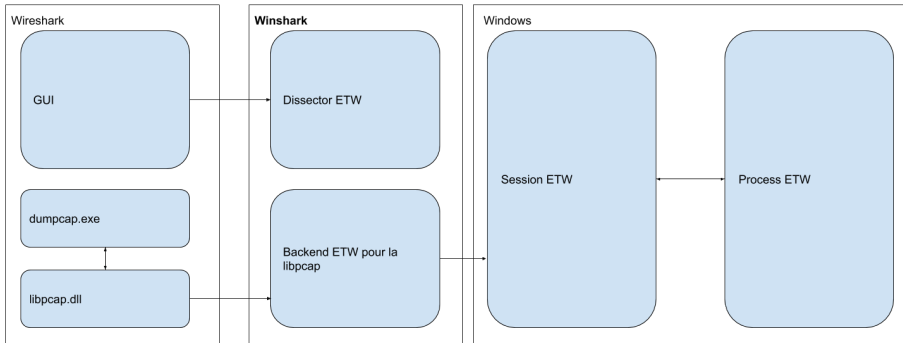 Wireshark
GUI
dumpcap.exe
libpcap.dll
Winshark
Dissector ETW
Backend ETW pour la
libpcap
Windows
Session ETW
Process ETW